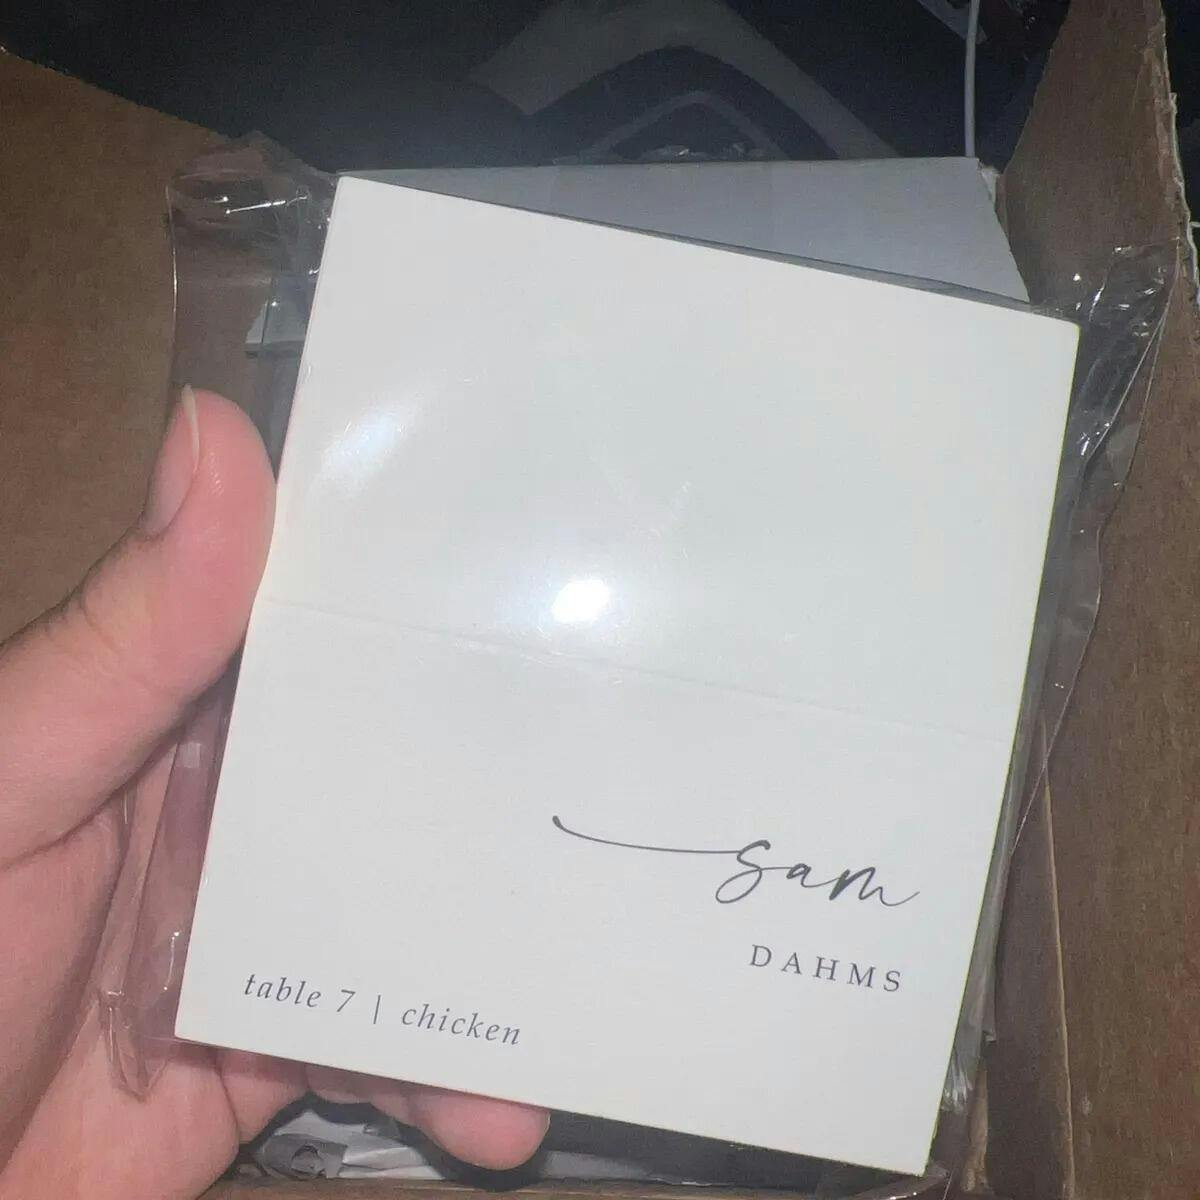 sam
DAHMS
table 7 | chicken